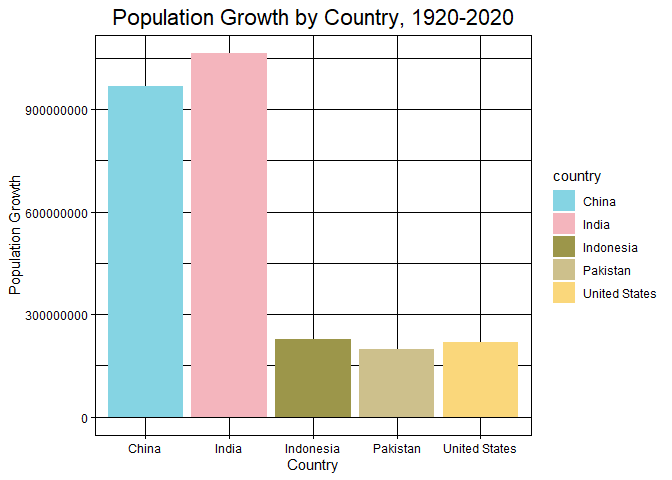 Population Growth by Country, 1920-2020
Population Growth
900000000
600000000
300000000
0
China
India
Indonesia
Pakistan
United States
Country
country
China
India
Indonesia
Pakistan
United States